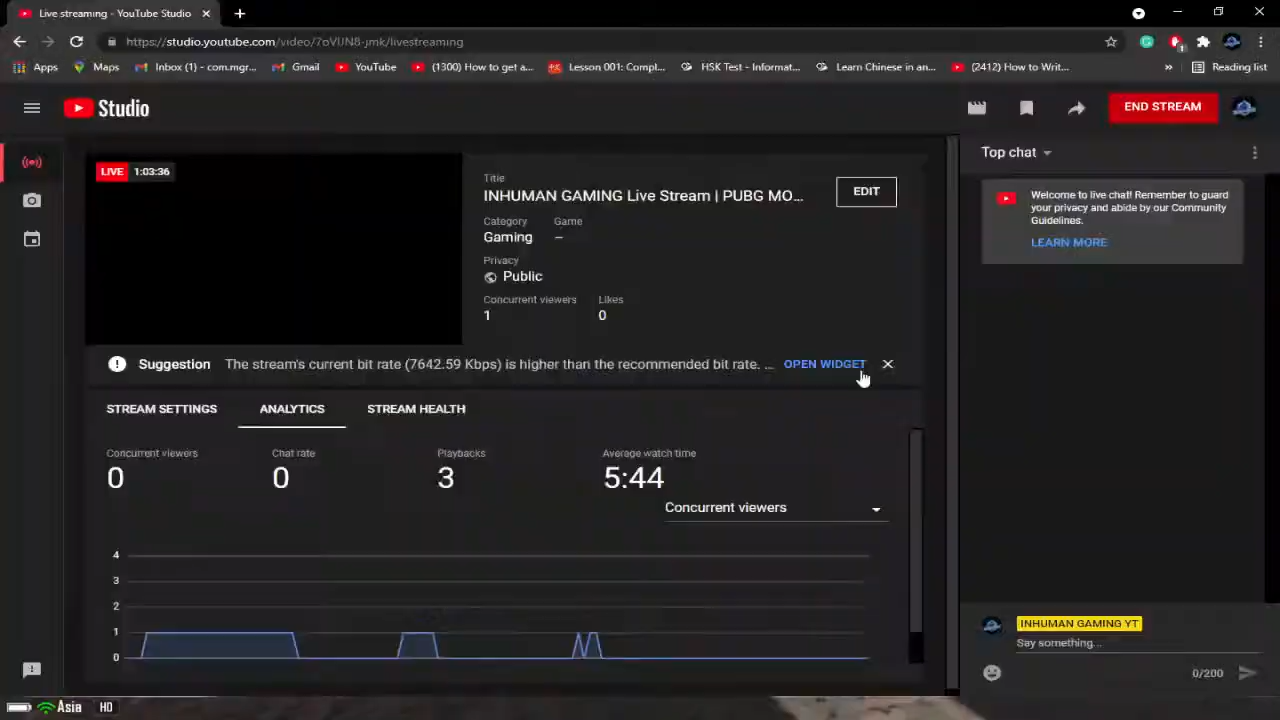 Live streaming - YouTube Studio
https://studio.youtube.com/video/7oVIJN8-jmk/livestreaming
Apps
Maps
Inbox (1) - com.mgr...
Gmail
YouTube
(1300) How to get a...
Lesson 001: Compl...
HSK Test - Informat...
Learn Chinese in an...
(2412) How to Writ...
»
Reading list
Studio
END STREAM
LIVE 1:03:36
Title
INHUMAN GAMING Live Stream | PUBG MO...
EDIT
Category Game
Gaming –
Privacy
Public
Concurrent viewers Likes
1 0
Suggestion The stream's current bit rate (7642.59 Kbps) is higher than the recommended bit rate. ... OPEN WIDGET
STREAM SETTINGS ANALYTICS STREAM HEALTH
Concurrent viewers Chat rate Playbacks Average watch time
0 0 3 5:44
Concurrent viewers
4
3
2
1
0
Top chat
Welcome to live chat! Remember to guard
your privacy and abide by our Community
Guidelines.
LEARN MORE
INHUMAN GAMING YT
Say something...
0/200
Asia HD